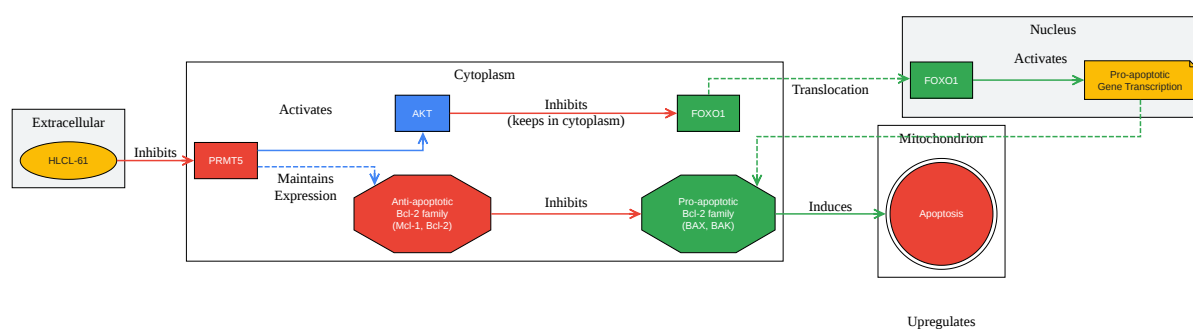 Extracellular
HLCL-61
Inhibits
Cytoplasm
PRMT5
Activates
AKT
Inhibits
(keeps in cytoplasm)
FOXO1
Maintains
Expression
Anti-apoptotic
Bcl-2 family
(Mcl-1, Bcl-2)
Inhibits
Pro-apoptotic
Bcl-2 family
(BAX, BAK)
Translocation
Nucleus
FOXO1
Activates
Pro-apoptotic
Gene Transcription
Induces
Mitochondrion
Apoptosis
Upregulates